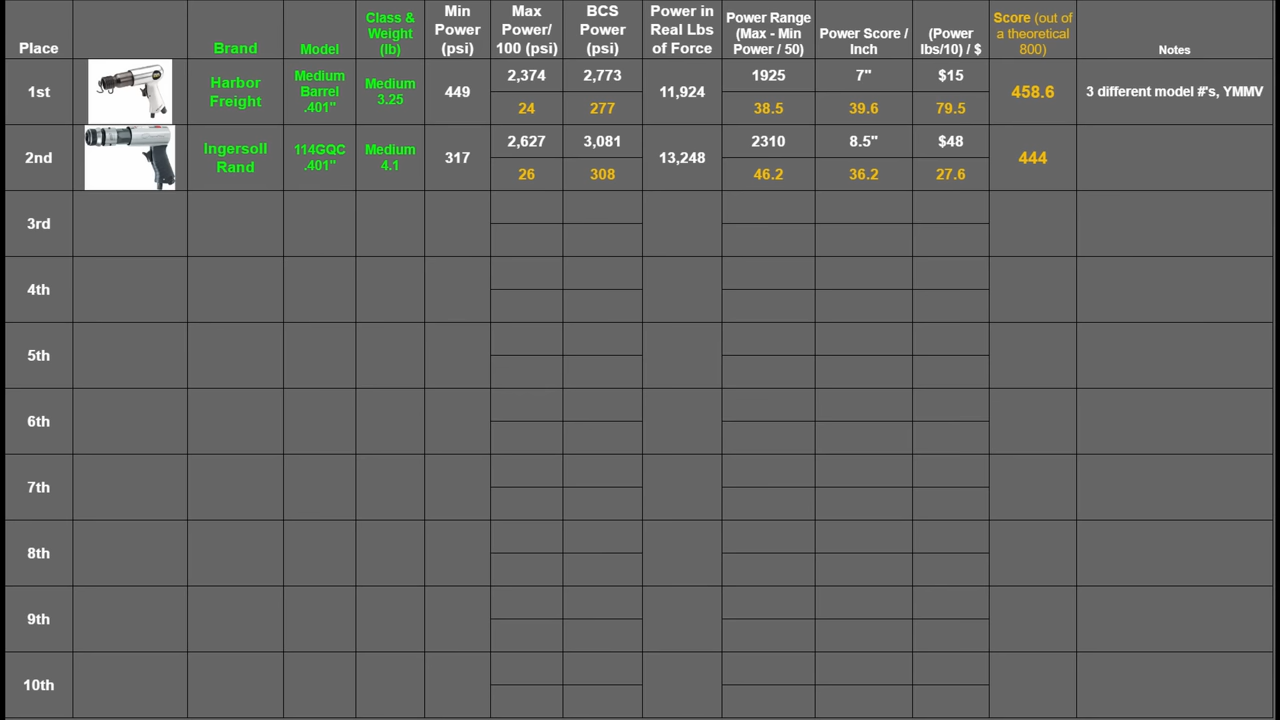 Place
Brand
Model
Class &
Weight
(lb)
Min
Power
(psi)
Max
Power/
100 (psi)
BCS
Power
(psi)
Power in
Real Lbs
of Force
Power Range
(Max - Min
Power / 50)
Power Score /
Inch
(Power
lbs/10) / $
Score (out of
a theoretical
800)
Notes
1st
Harbor
Freight
Medium
Barrel
.401"
Medium
3.25
449
2,374
24
2,773
277
11,924
1925
38.5
7"
39.6
$15
79.5
458.6
3 different model #'s, YMMV
2nd
Ingersoll
Rand
114GQC
.401"
Medium
4.1
317
2,627
26
3,081
308
13,248
2310
46.2
8.5"
36.2
$48
27.6
444
3rd
4th
5th
6th
7th
8th
9th
10th